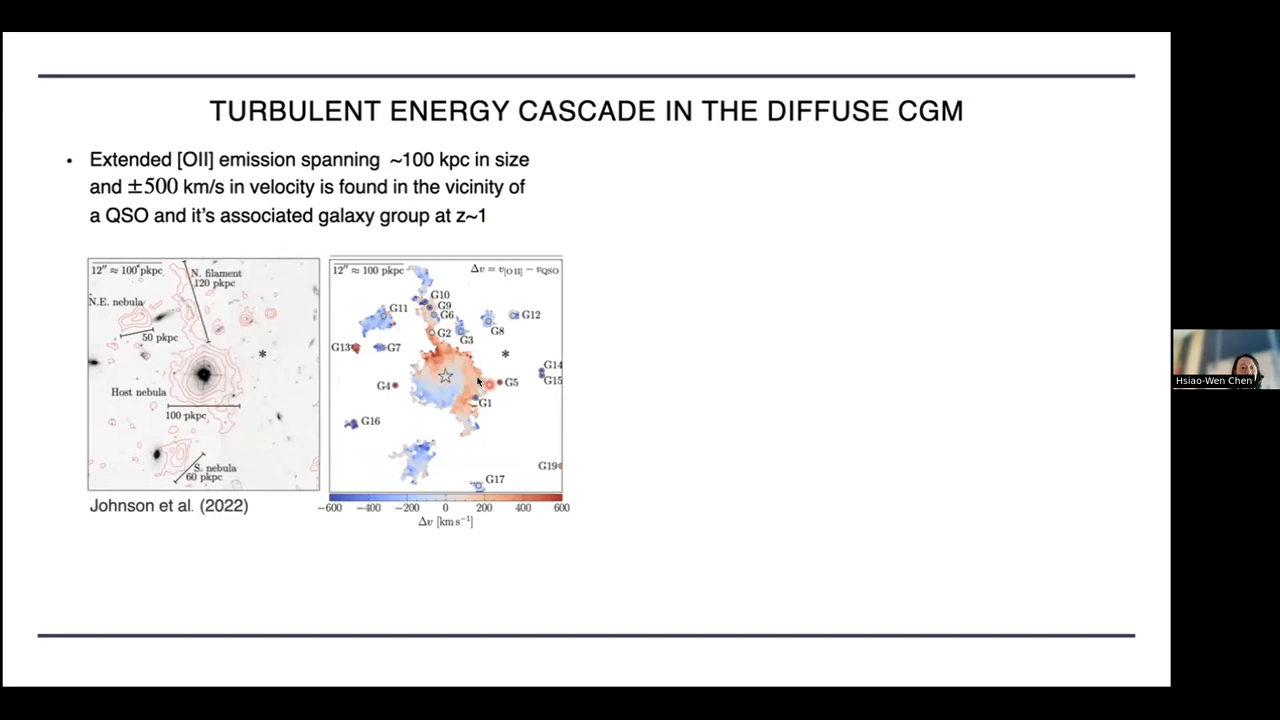 TURBULENT ENERGY CASCADE IN THE DIFFUSE CGM
• Extended [OII] emission spanning ~100 kpc in size
and ±500 km/s in velocity is found in the vicinity of
a QSO and it's associated galaxy group at z~1
12″ ≈ 100 pkpc
N. filament
120 pkpc
N.E. nebula
50 pkpc
Host nebula
100 pkpc
S. nebula
60 pkpc
12″ ≈ 100 pkpc
Δv = v[O II] − vQSO
G10
G9
G11
G6
G12
G8
G2
G3
G13
G7
G14
G15
G4
G5
G1
G16
G19
G17
−600 −400 −200 0 200 400 600
Δv [km s⁻¹]
Johnson et al. (2022)
Hsiao-Wen Chen